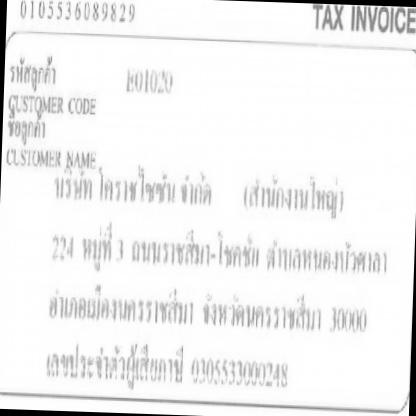 0105536089829 TAX INVOICE
รหัสลูกค้า E01020
CUSTOMER CODE
ชื่อลูกค้า
CUSTOMER NAME
บริษัท โคราชไซซัน จำกัด (สำนักงานใหญ่)
224 หมู่ที่ 3 ถนนราชสีมา-โชคชัย ตำบลหนองบัวศาลา
อำเภอเมืองนครราชสีมา จังหวัดนครราชสีมา 30000
เลขประจำตัวผู้เสียภาษี 0305533000248